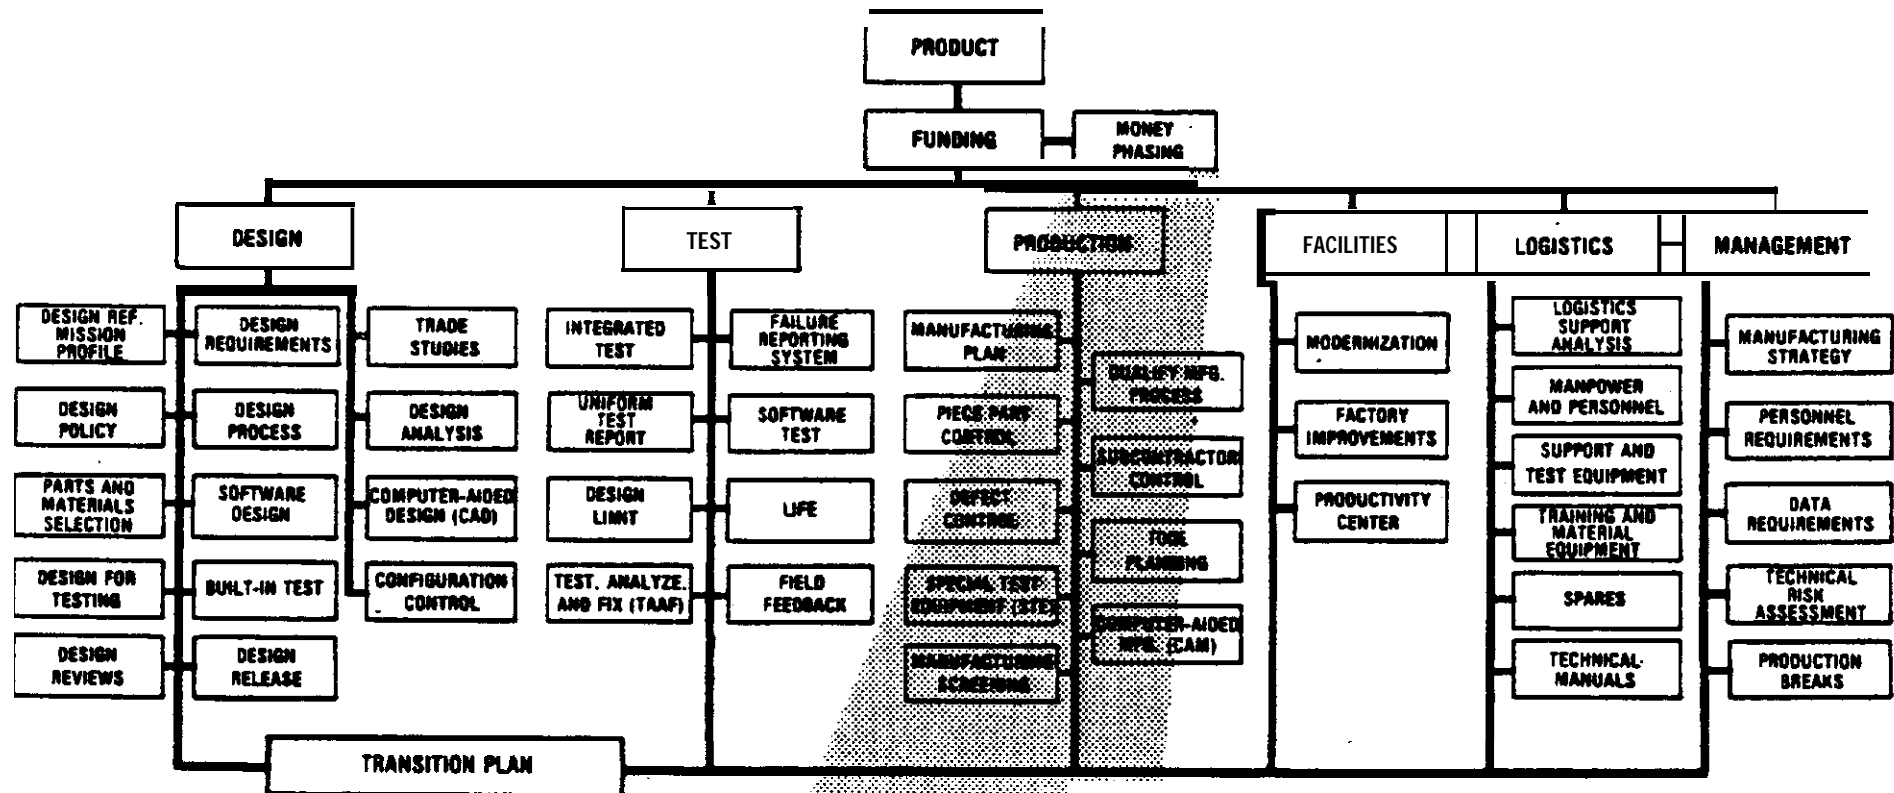 PRODUCT
FUNDING
MONEY
PHASING
DESIGN
TEST
PRODUCTION
FACILITIES
LOGISTICS
MANAGEMENT
DESIGN REF.
MISSION
PROFILE
DESIGN
REQUIREMENTS
TRADE
STUDIES
DESIGN
POLICY
DESIGN
PROCESS
DESIGN
ANALYSIS
PARTS AND
MATERIALS
SELECTION
SOFTWARE
DESIGN
COMPUTER-AIDED
DESIGN (CAD)
DESIGN FOR
TESTING
BUILT-IN TEST
CONFIGURATION
CONTROL
DESIGN
REVIEWS
DESIGN
RELEASE
INTEGRATED
TEST
FAILURE
REPORTING
SYSTEM
UNIFORM
TEST
REPORT
SOFTWARE
TEST
DESIGN
LIMIT
LIFE
TEST. ANALYZE.
AND FIX (TAAF)
FIELD
FEEDBACK
MANUFACTURING
PLAN
QUALIFY MFG.
PROCESS
PIECE PART
CONTROL
SUBCONTRACTOR
CONTROL
DEFECT
CONTROL
TOOL
PLANNING
SPECIAL TEST
EQUIPMENT (STE)
COMPUTER-AIDED
MFG. (CAM)
MANUFACTURING
SCREENING
MODERNIZATION
FACTORY
IMPROVEMENTS
PRODUCTIVITY
CENTER
LOGISTICS
SUPPORT
ANALYSIS
MANPOWER
AND PERSONNEL
SUPPORT AND
TEST EQUIPMENT
TRAINING AND
MATERIAL
EQUIPMENT
SPARES
TECHNICAL
MANUALS
MANUFACTURING
STRATEGY
PERSONNEL
REQUIREMENTS
DATA
REQUIREMENTS
TECHNICAL
RISK
ASSESSMENT
PRODUCTION
BREAKS
TRANSITION PLAN